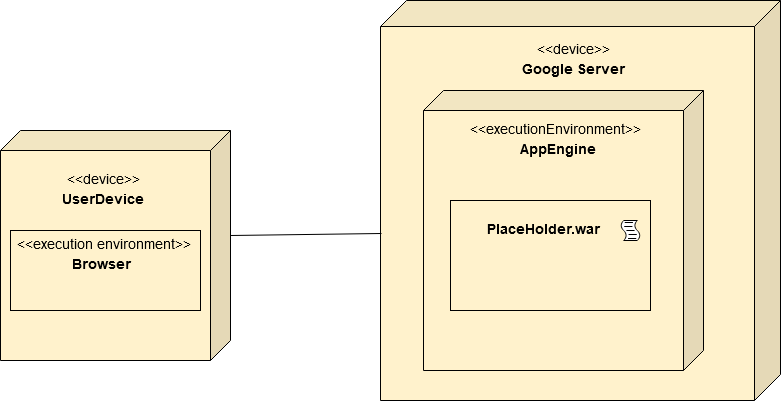 <<device>>
UserDevice
<<execution environment>>
Browser
<<device>>
Google Server
<<executionEnvironment>>
AppEngine
PlaceHolder.war